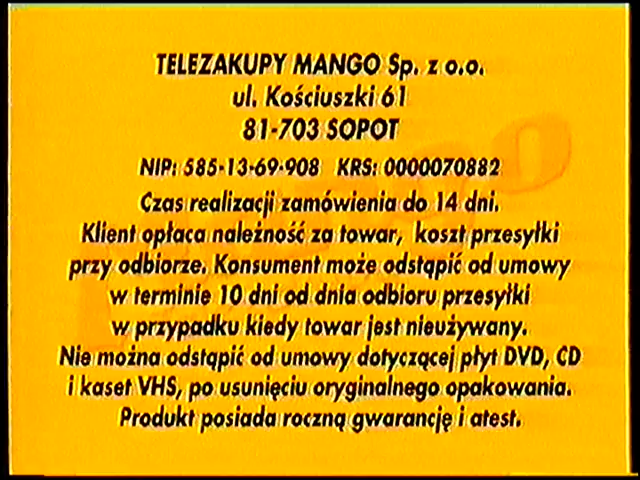 TELEZAKUPY MANGO Sp. z o.o.
ul. Kościuszki 61
81-703 SOPOT
NIP: 585-13-69-908 KRS: 0000070882
Czas realizacji zamówienia do 14 dni.
Klient opłaca należność za towar, koszt przesyłki
przy odbiorze. Konsument może odstąpić od umowy
w terminie 10 dni od dnia odbioru przesyłki
w przypadku kiedy towar jest nieużywany.
Nie można odstąpić od umowy dotyczącej płyt DVD, CD
i kaset VHS, po usunięciu oryginalnego opakowania.
Produkt posiada roczną gwarancję i atest.